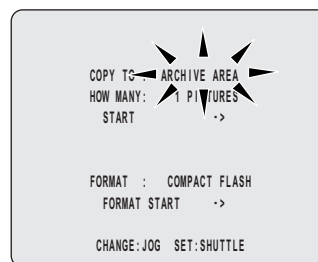 COPY TO : ARCHIVE AREA
HOW MANY: 1 PICTURES
START ->
FORMAT : COMPACT FLASH
FORMAT START ->
CHANGE:JOG SET:SHUTTLE